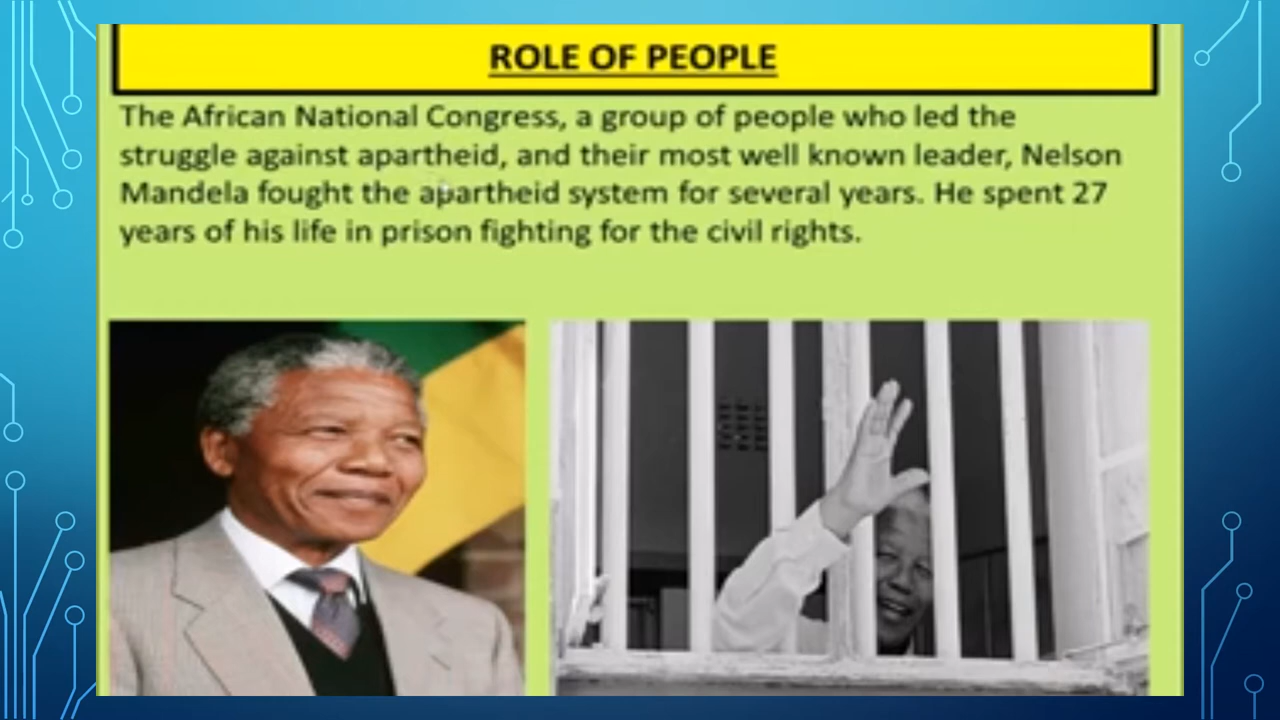 ROLE OF PEOPLE
The African National Congress, a group of people who led the
struggle against apartheid, and their most well known leader, Nelson
Mandela fought the apartheid system for several years. He spent 27
years of his life in prison fighting for the civil rights.